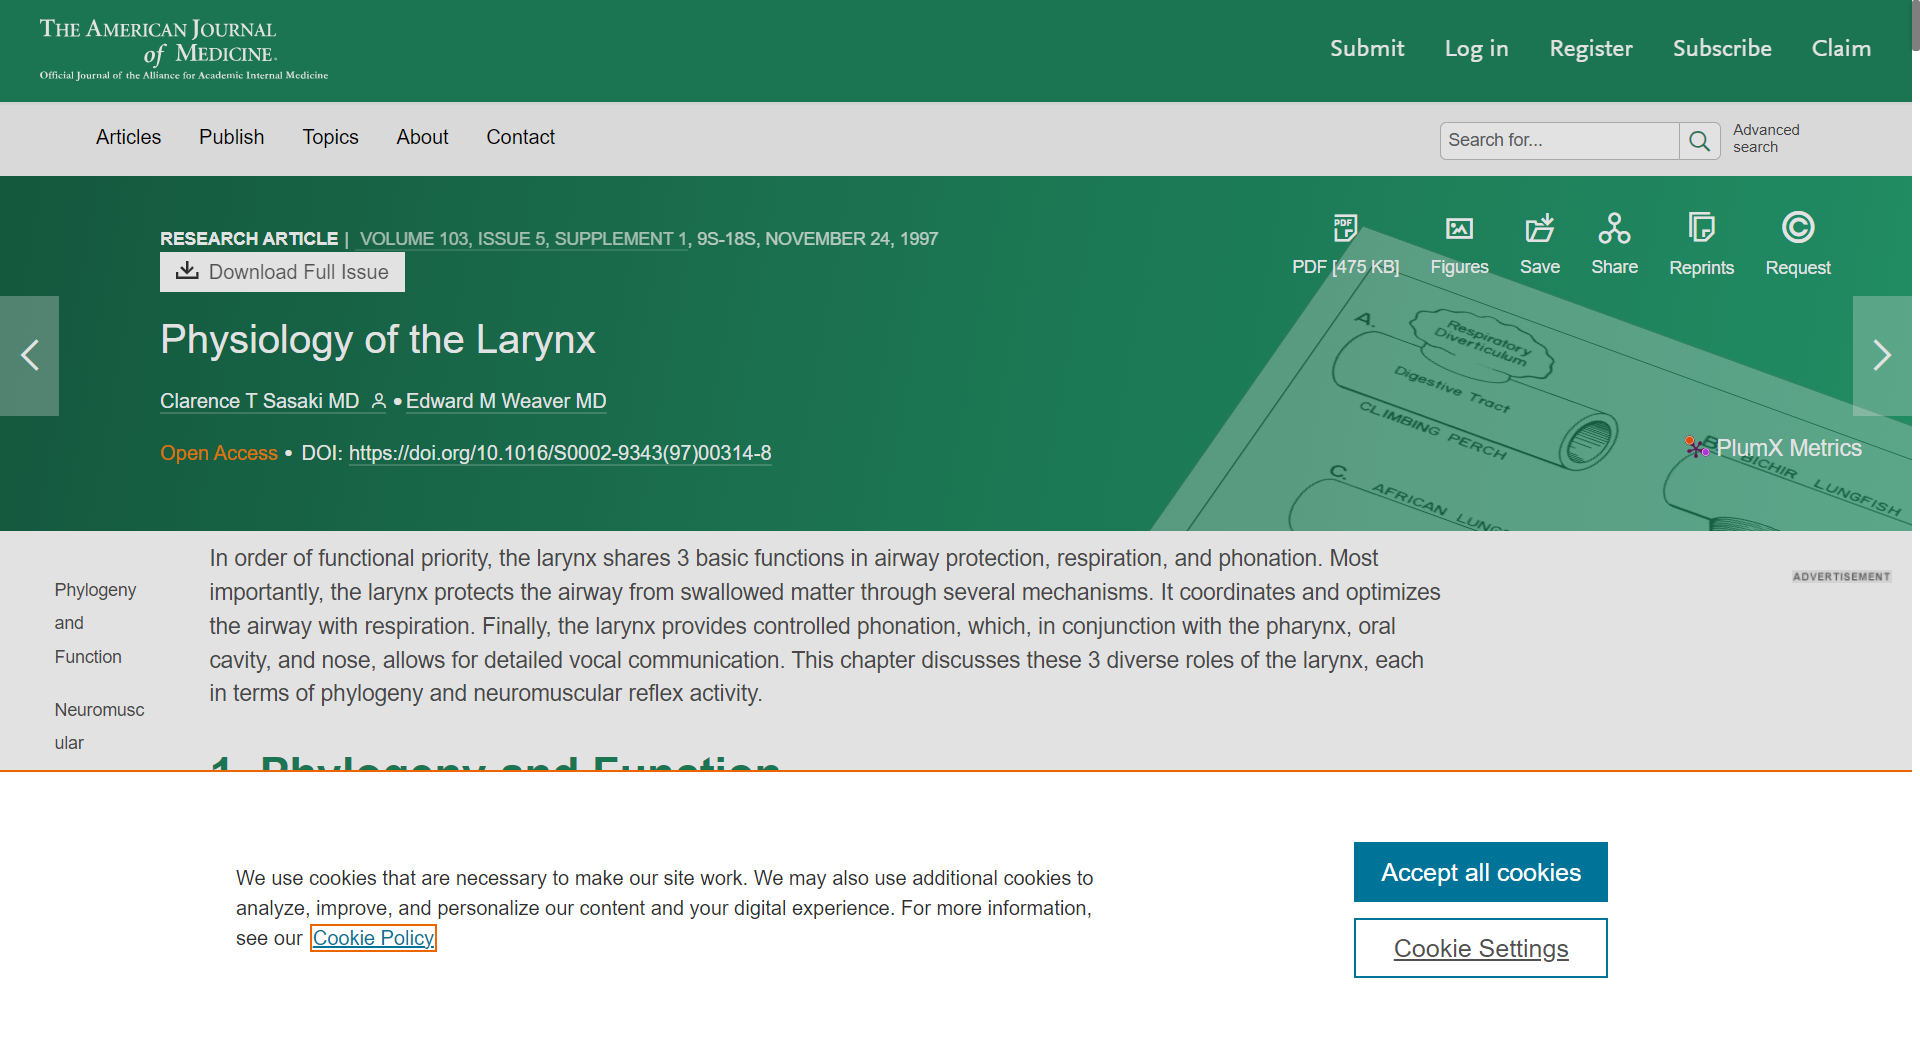 THE AMERICAN JOURNAL
of MEDICINE.
Official Journal of the Alliance for Academic Internal Medicine
Submit Log in Register Subscribe Claim
Articles Publish Topics About Contact
Search for...
Advanced
search
RESEARCH ARTICLE | VOLUME 103, ISSUE 5, SUPPLEMENT 1, 9S-18S, NOVEMBER 24, 1997
Download Full Issue
PDF
PDF [475 KB] Figures Save Share Reprints Request
Physiology of the Larynx
Clarence T Sasaki MD • Edward M Weaver MD
Open Access • DOI: https://doi.org/10.1016/S0002-9343(97)00314-8
A.
Respiratory
Diverticulum
Digestive Tract
CLIMBING PERCH
B.
BICHIR LUNGFISH
C.
AFRICAN
PlumX Metrics
Phylogeny
and
Function
Neuromusc
ular
In order of functional priority, the larynx shares 3 basic functions in airway protection, respiration, and phonation. Most
importantly, the larynx protects the airway from swallowed matter through several mechanisms. It coordinates and optimizes
the airway with respiration. Finally, the larynx provides controlled phonation, which, in conjunction with the pharynx, oral
cavity, and nose, allows for detailed vocal communication. This chapter discusses these 3 diverse roles of the larynx, each
in terms of phylogeny and neuromuscular reflex activity.
ADVERTISEMENT
1. Phylogeny and Function
We use cookies that are necessary to make our site work. We may also use additional cookies to
analyze, improve, and personalize our content and your digital experience. For more information,
see our Cookie Policy
Accept all cookies
Cookie Settings